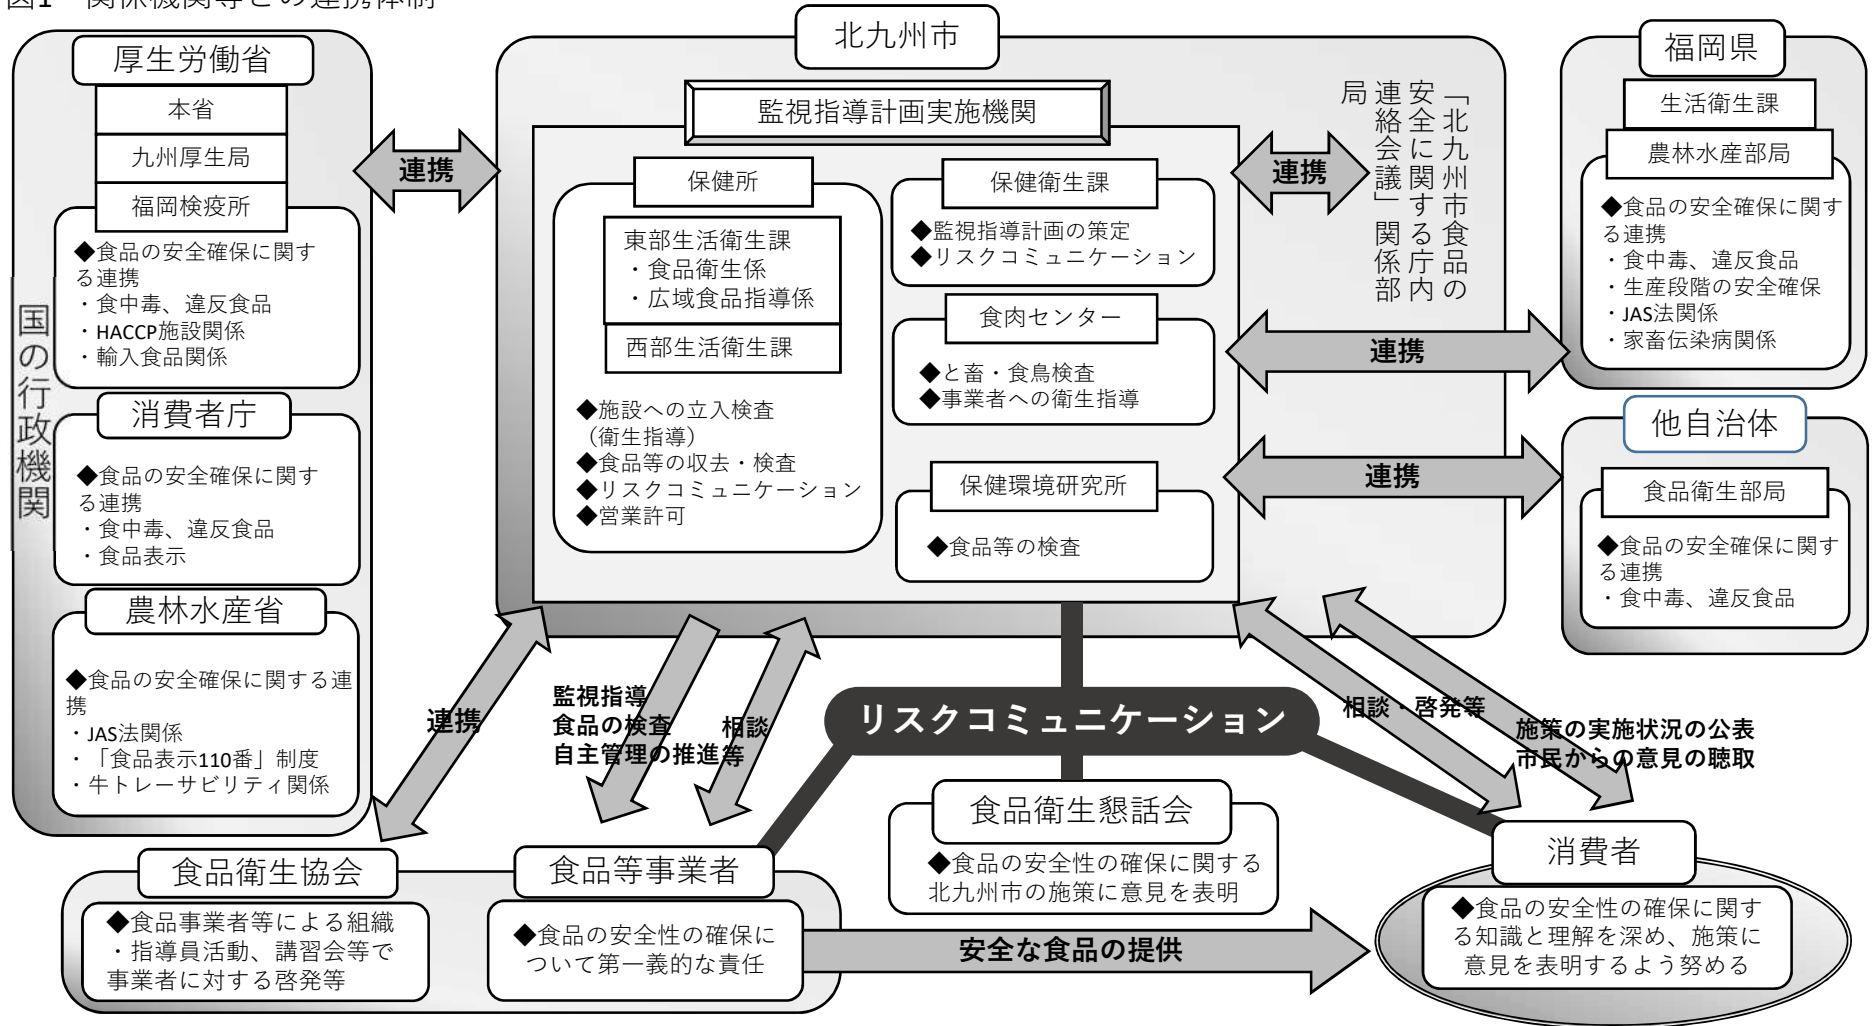 図1　関係機関等との連携体制
国の行政機関
厚生労働省
本省
九州厚生局
福岡検疫所
◆食品の安全確保に関す
る連携
・食中毒、違反食品
・HACCP施設関係
・輸入食品関係
消費者庁
◆食品の安全確保に関す
る連携
・食中毒、違反食品
・食品表示
農林水産省
◆食品の安全確保に関する連
携
・JAS法関係
・「食品表示110番」制度
・牛トレーサビリティ関係
連携
北九州市
監視指導計画実施機関
保健所
東部生活衛生課
・食品衛生係
・広域食品指導係
西部生活衛生課
◆施設への立入検査
（衛生指導）
◆食品等の収去・検査
◆リスクコミュニケーション
◆営業許可
保健衛生課
◆監視指導計画の策定
◆リスクコミュニケーション
食肉センター
◆と畜・食鳥検査
◆事業者への衛生指導
保健環境研究所
◆食品等の検査
連携
「北九州市食品の
安全に関する庁内
連絡会議」関係部
局
連携
連携
福岡県
生活衛生課
農林水産部局
◆食品の安全確保に関す
る連携
・食中毒、違反食品
・生産段階の安全確保
・JAS法関係
・家畜伝染病関係
他自治体
食品衛生部局
◆食品の安全確保に関す
る連携
・食中毒、違反食品
連携
監視指導
食品の検査
自主管理の推進等
相談
リスクコミュニケーション
相談・啓発等
施策の実施状況の公表
市民からの意見の聴取
食品衛生協会
◆食品事業者等による組織
・指導員活動、講習会等で
事業者に対する啓発等
食品等事業者
◆食品の安全性の確保に
ついて第一義的な責任
食品衛生懇話会
◆食品の安全性の確保に関する
北九州市の施策に意見を表明
安全な食品の提供
消費者
◆食品の安全性の確保に関す
る知識と理解を深め、施策に
意見を表明するよう努める